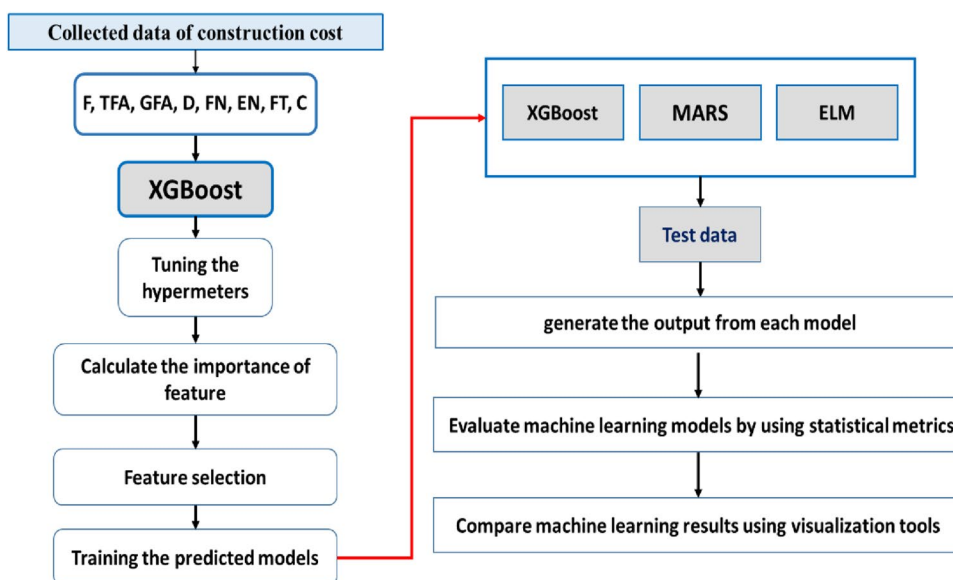 Collected data of construction cost
F, TFA, GFA, D, FN, EN, FT, C
XGBoost
Tuning the
hypermeters
Calculate the importance of
feature
Feature selection
Training the predicted models
XGBoost
MARS
ELM
Test data
generate the output from each model
Evaluate machine learning models by using statistical metrics
Compare machine learning results using visualization tools